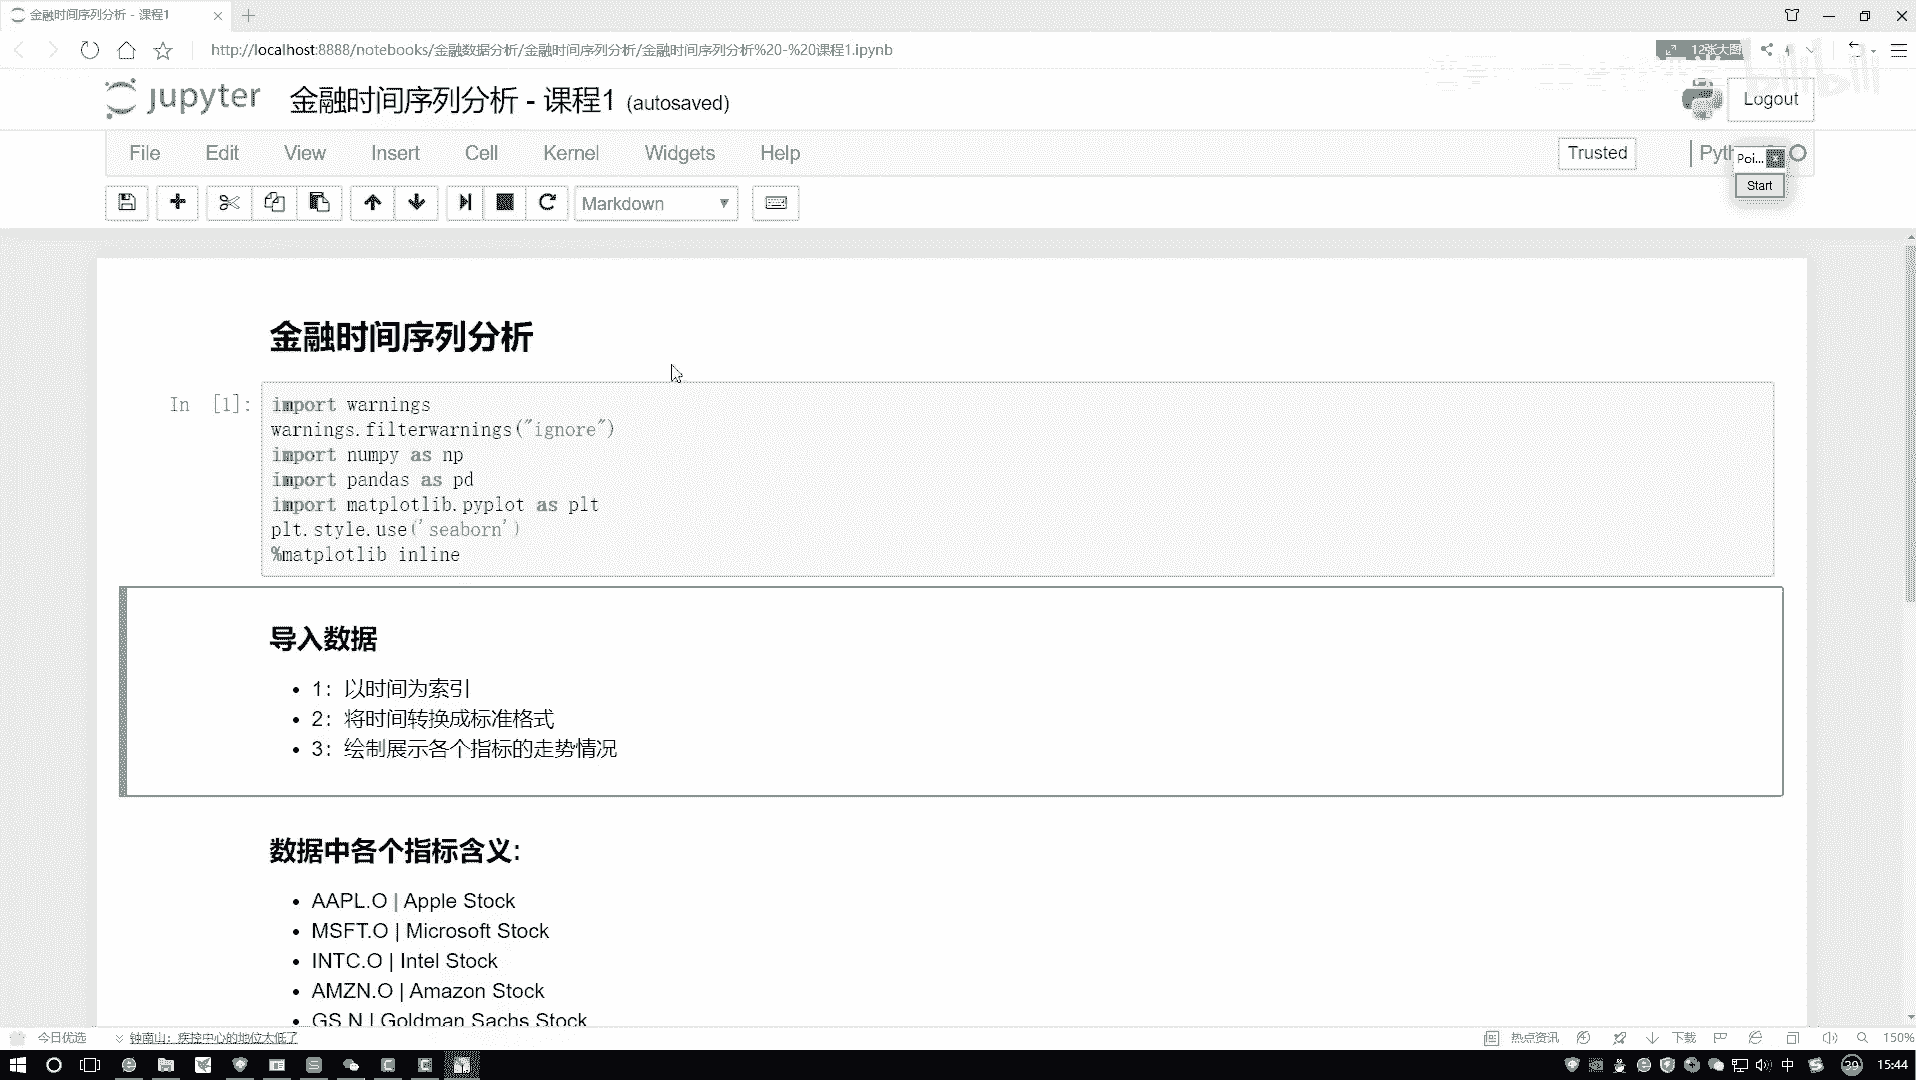 金融时间序列分析 - 课程1
http://localhost:8888/notebooks/金融数据分析/金融时间序列分析/金融时间序列分析%20-%20课程1.ipynb
12张大图
bilibili
jupyter 金融时间序列分析 - 课程1 (autosaved)
Logout
File Edit View Insert Cell Kernel Widgets Help
Trusted
Poi...
Start
Markdown
金融时间序列分析
In [1]:
import warnings
warnings.filterwarnings("ignore")
import numpy as np
import pandas as pd
import matplotlib.pyplot as plt
plt.style.use('seaborn')
%matplotlib inline
导入数据
1：以时间为索引
2：将时间转换成标准格式
3：绘制展示各个指标的走势情况
数据中各个指标含义:
AAPL.O | Apple Stock
MSFT.O | Microsoft Stock
INTC.O | Intel Stock
AMZN.O | Amazon Stock
GS.N | Goldman Sachs Stock
今日优选 钟南山：疾控中心的地位太低了 热点资讯 下载 150%
中 39 15:44